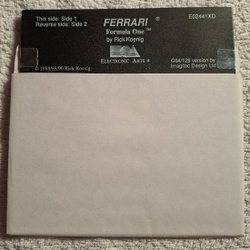 This side: Side 1
Reverse side: Side 2
FERRARI
Formula One™
by Rick Koenig
E02441XD
ELECTRONIC ARTS®
© 1988/89/90 Rick Koenig
C64/128 version by
Imagitec Design Ltd